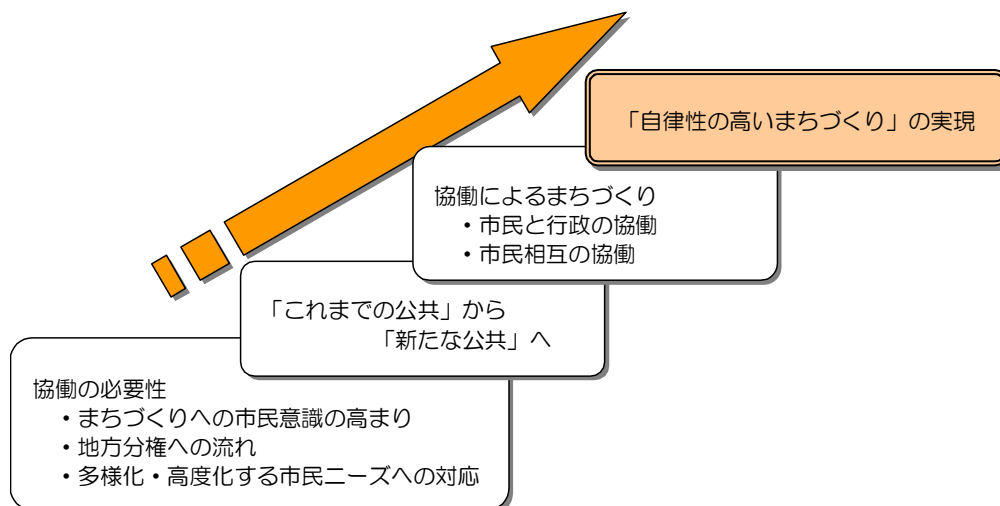 「自律性の高いまちづくり」の実現
協働によるまちづくり
・市民と行政の協働
・市民相互の協働
「これまでの公共」から
「新たな公共」へ
協働の必要性
・まちづくりへの市民意識の高まり
・地方分権への流れ
・多様化・高度化する市民ニーズへの対応